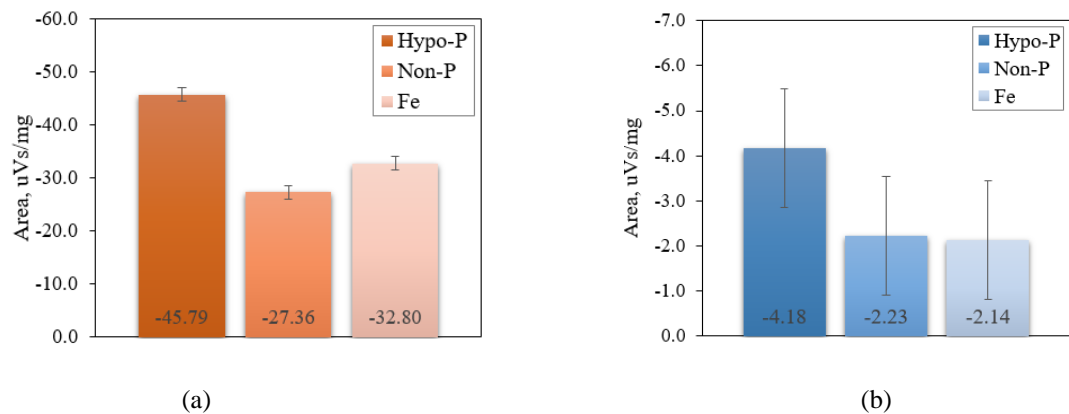 Area, uVs/mg
-60.0
-50.0
-40.0
-30.0
-20.0
-10.0
0.0
Hypo-P
Non-P
Fe
-45.79
-27.36
-32.80
(a)
Area, uVs/mg
-7.0
-6.0
-5.0
-4.0
-3.0
-2.0
-1.0
0.0
Hypo-P
Non-P
Fe
-4.18
-2.23
-2.14
(b)